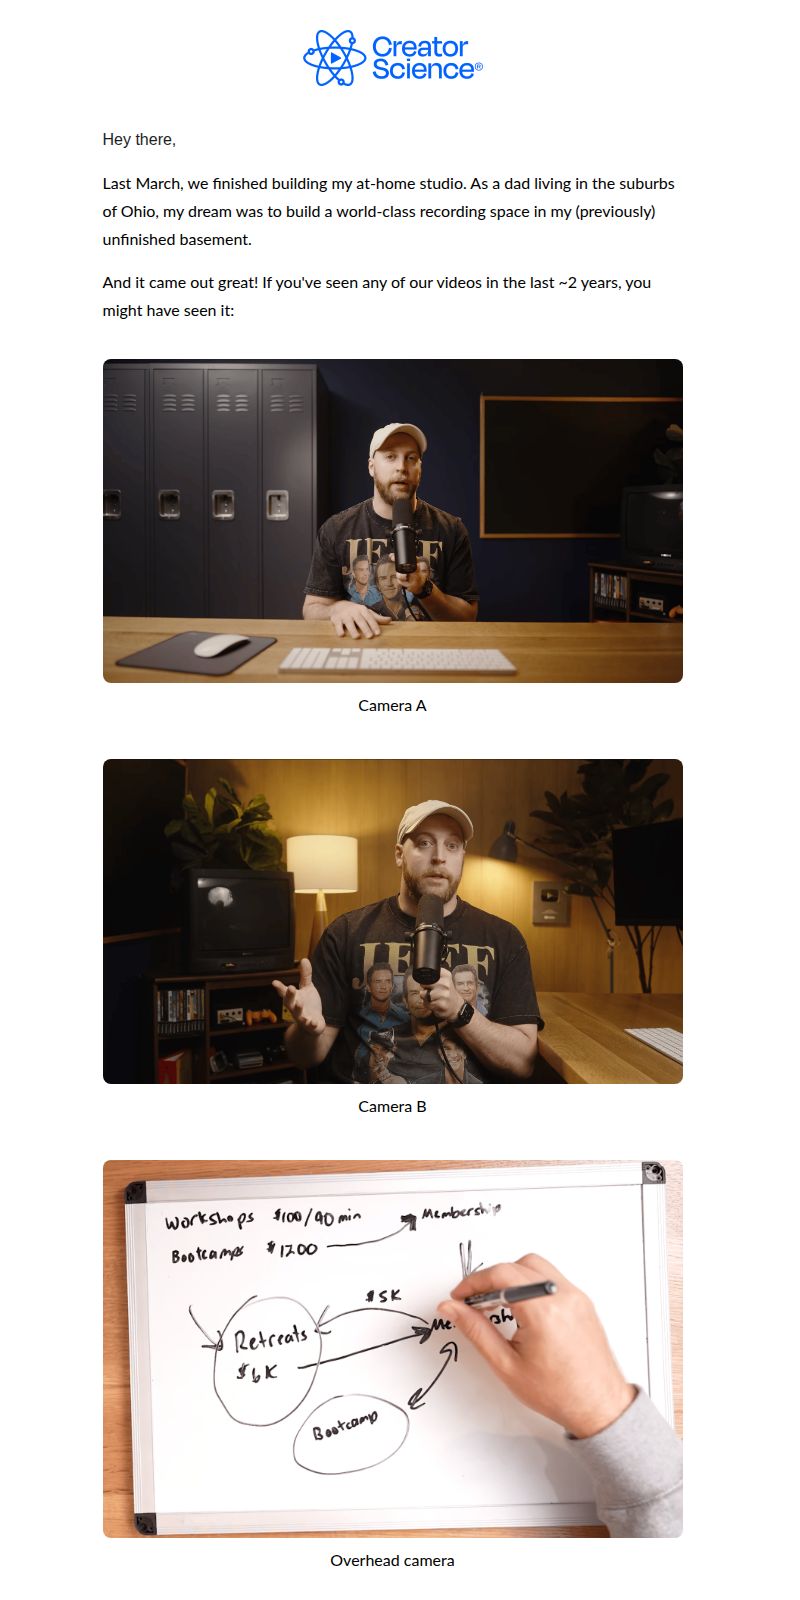 Creator
Science®
Hey there,
Last March, we finished building my at-home studio. As a dad living in the suburbs
of Ohio, my dream was to build a world-class recording space in my (previously)
unfinished basement.
And it came out great! If you've seen any of our videos in the last ~2 years, you
might have seen it:
JEFF
Camera A
JEFF
Camera B
Workshops $100/90 min
Membership
Bootcamps $1200
$5K
Retreats
$6K
Bootcamp
Overhead camera